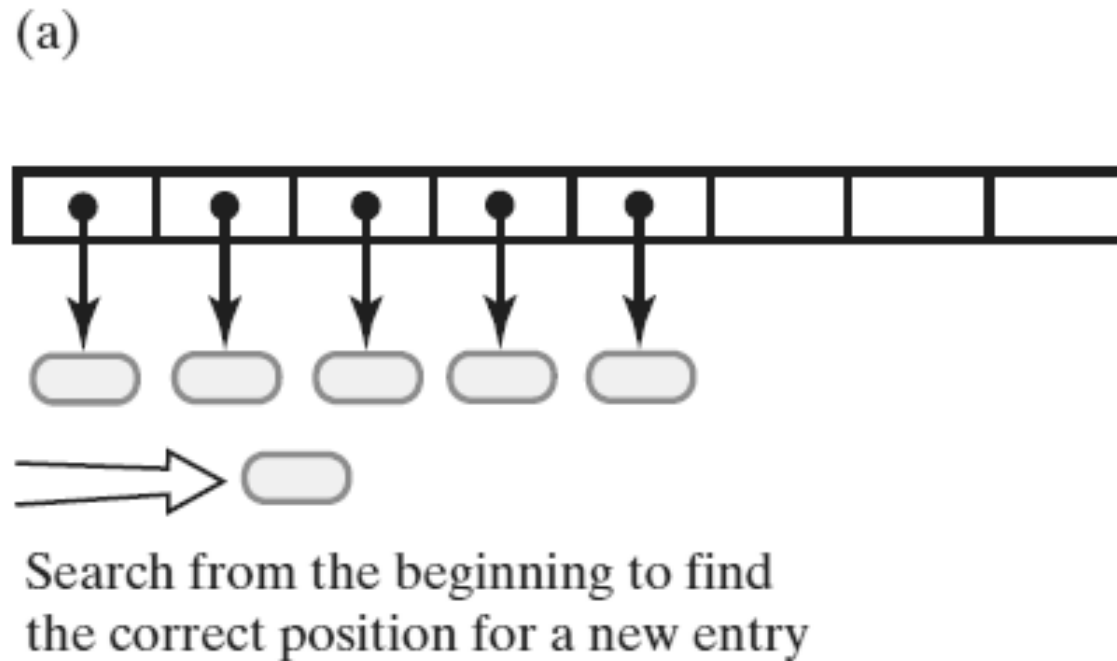 (a)
Search from the beginning to find
the correct position for a new entry